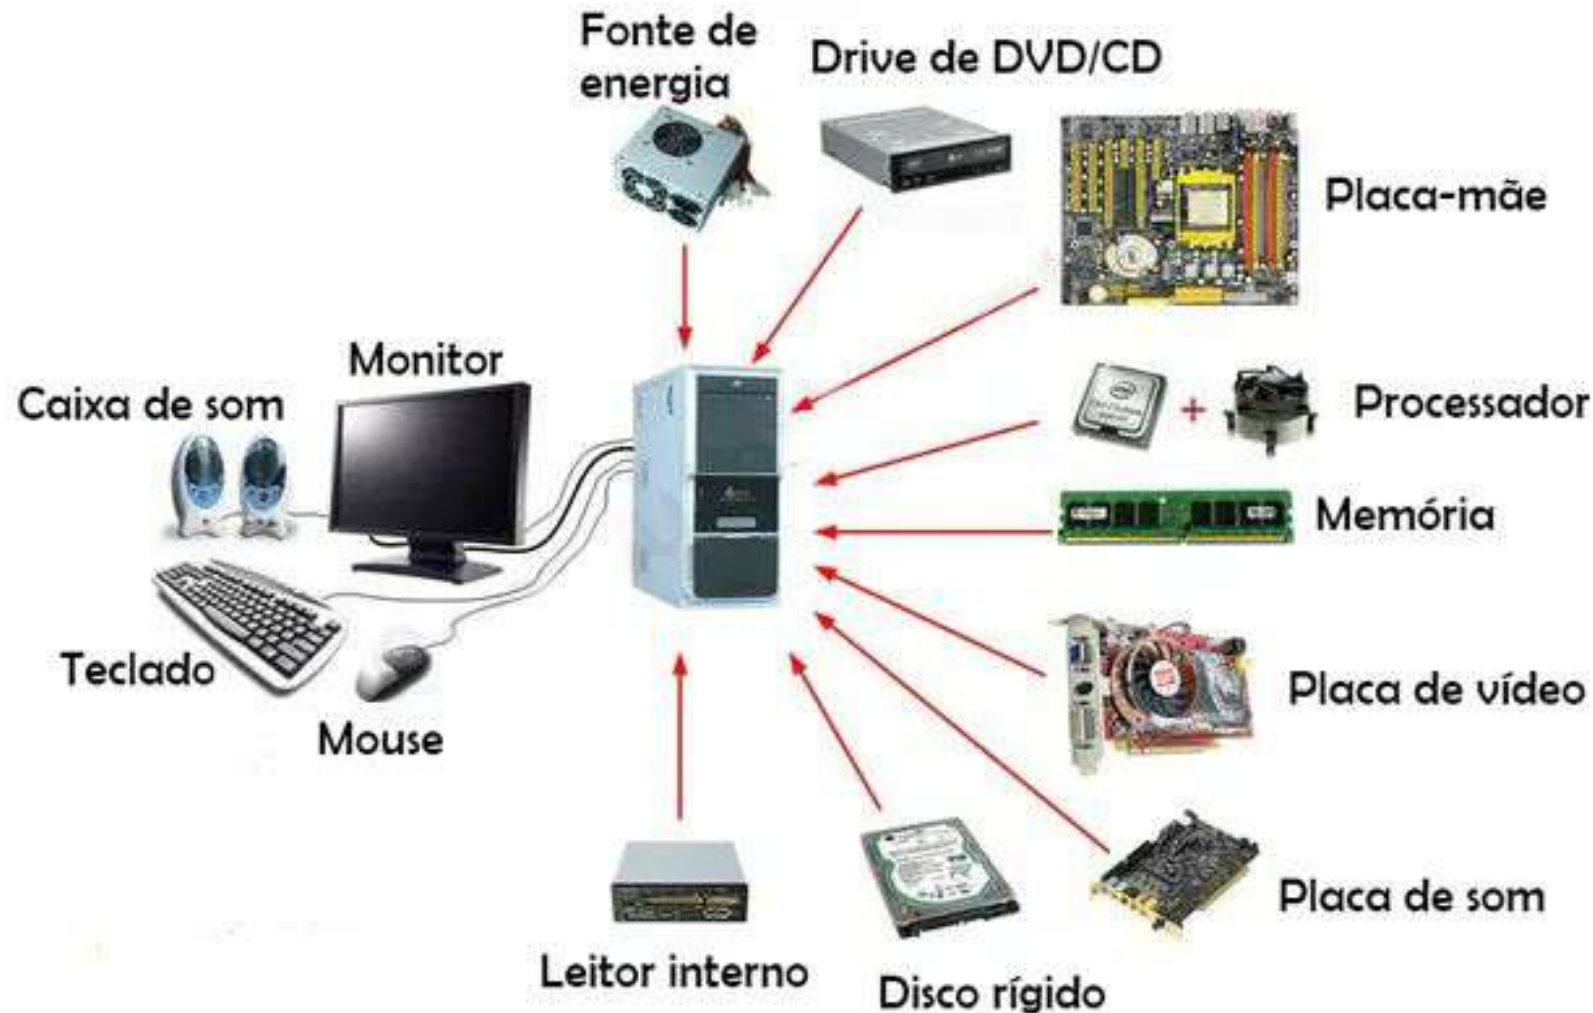 Fonte de
energia
Drive de DVD/CD
Placa-mãe
Monitor
Caixa de som
Processador
Memória
Teclado
Placa de vídeo
Mouse
Placa de som
Leitor interno
Disco rígido